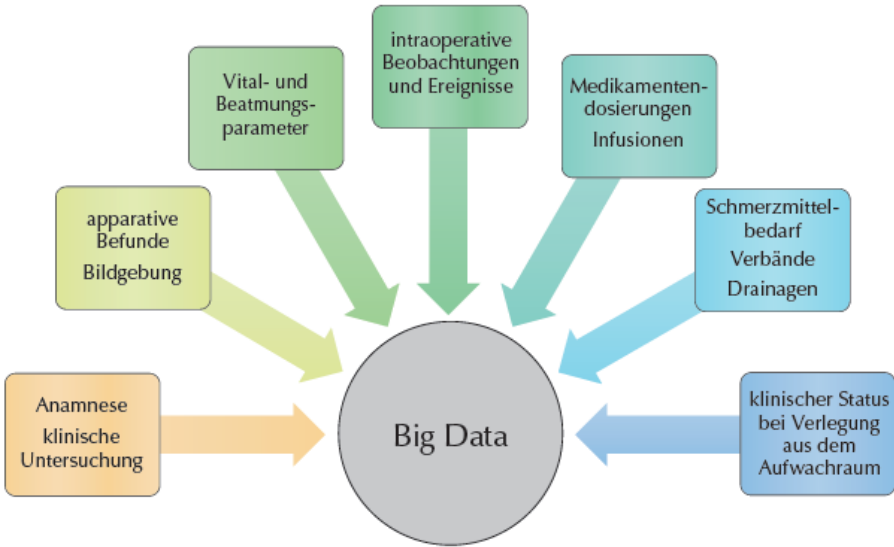 intraoperative
Beobachtungen
und Ereignisse
Vital- und
Beatmungs-
parameter
Medikamenten-
dosierungen
Infusionen
apparative
Befunde
Bildgebung
Schmerzmittel-
bedarf
Verbände
Drainagen
Anamnese
klinische
Untersuchung
Big Data
klinischer Status
bei Verlegung
aus dem
Aufwachraum